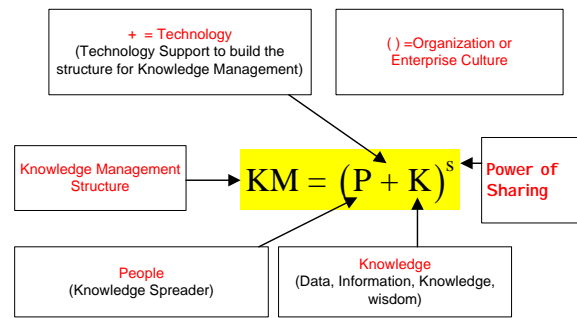 + = Technology
(Technology Support to build the
structure for Knowledge Management)
( ) =Organization or
Enterprise Culture
Knowledge Management
Structure
KM = (P + K)^s
Power of
Sharing
People
(Knowledge Spreader)
Knowledge
(Data, Information, Knowledge,
wisdom)